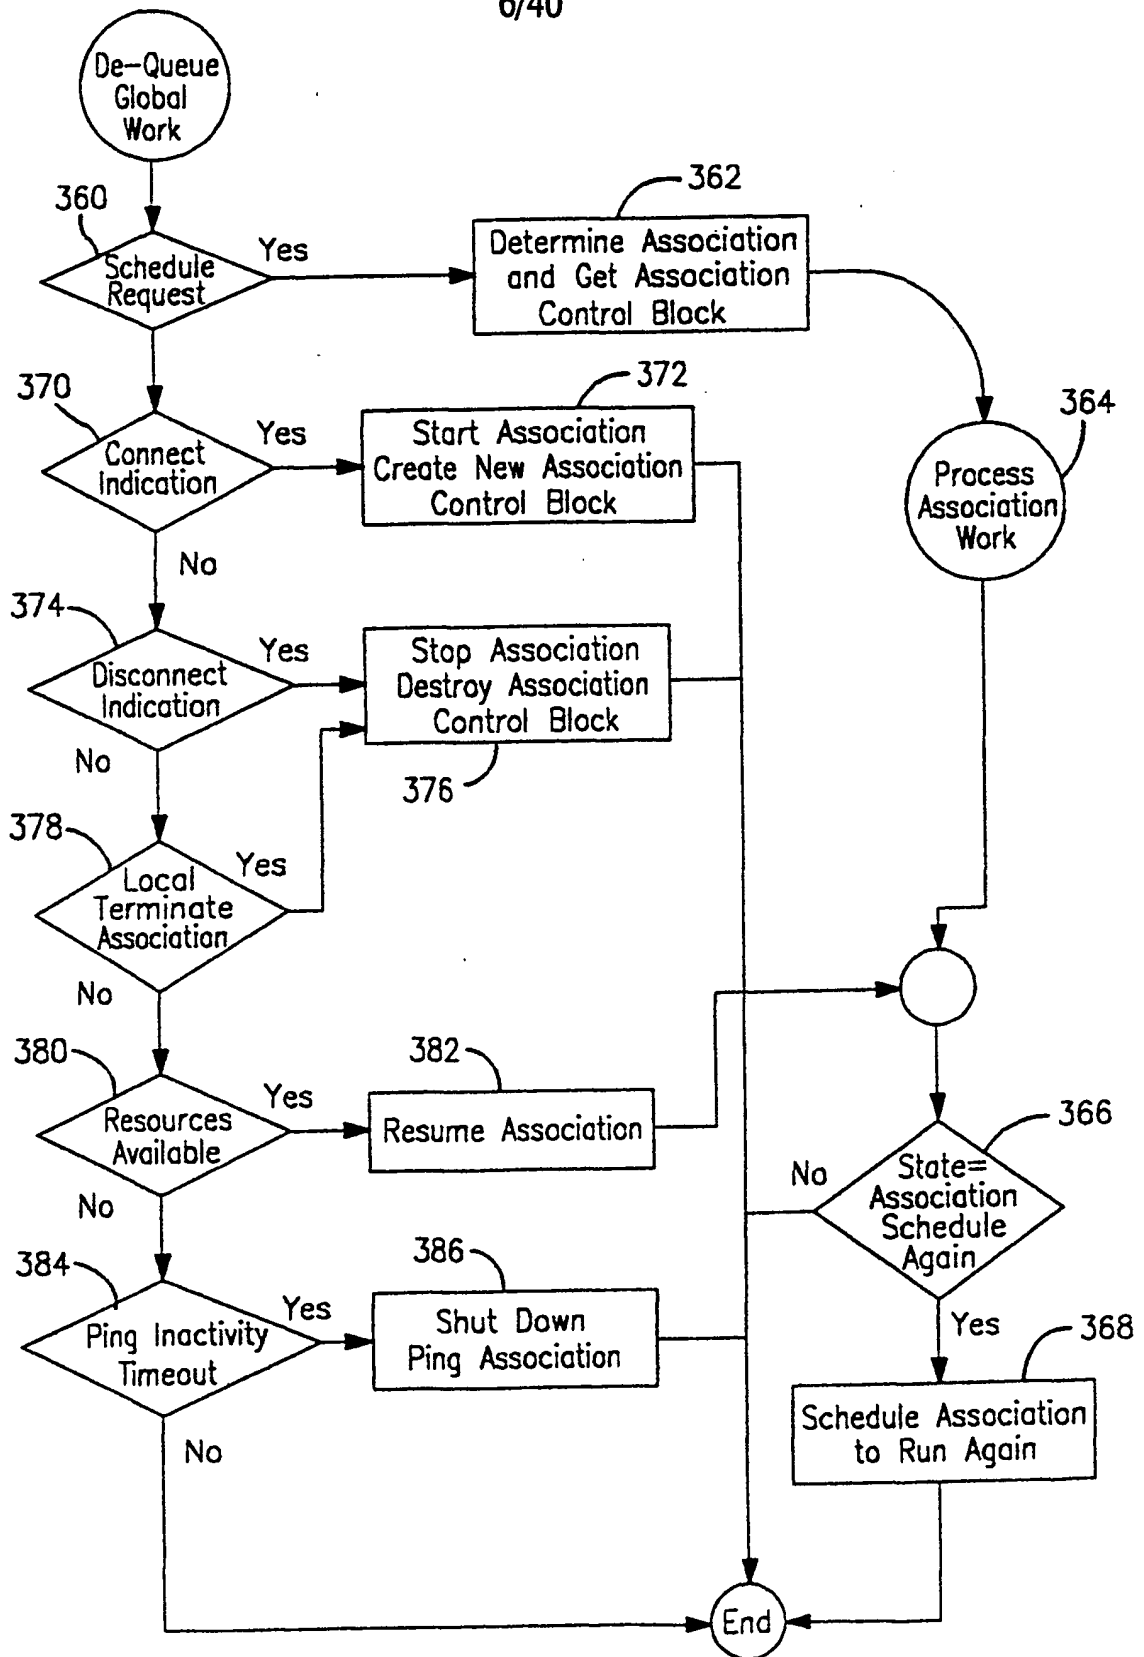 6/40
De-Queue
Global
Work
360
Schedule
Request
Yes
362
Determine Association
and Get Association
Control Block
370
Connect
Indication
Yes
372
Start Association
Create New Association
Control Block
364
Process
Association
Work
No
374
Disconnect
Indication
Yes
Stop Association
Destroy Association
Control Block
376
No
378
Local
Terminate
Association
Yes
No
380
Resources
Available
Yes
382
Resume Association
366
State=
Association
Schedule
Again
No
No
384
Ping Inactivity
Timeout
Yes
386
Shut Down
Ping Association
Yes
368
Schedule Association
to Run Again
No
End